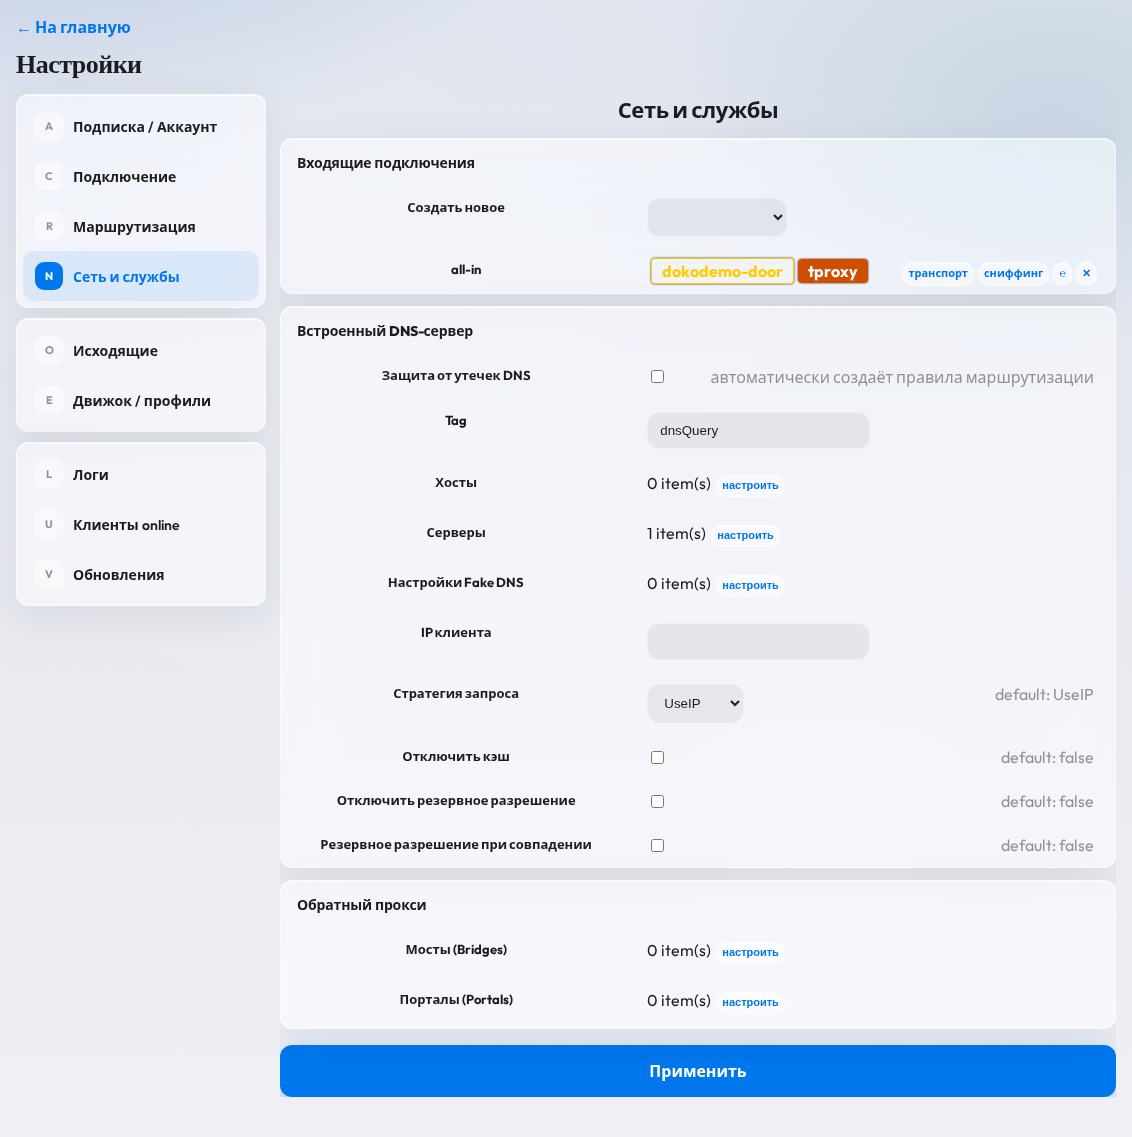 ← На главную
Настройки
A Подписка / Аккаунт
C Подключение
R Маршрутизация
N Сеть и службы
O Исходящие
E Движок / профили
L Логи
U Клиенты online
V Обновления
Сеть и службы
Входящие подключения
Создать новое
all-in dokodemo-door tproxy транспорт сниффинг ℮ ✕
Встроенный DNS-сервер
Защита от утечек DNS автоматически создаёт правила маршрутизации
Tag dnsQuery
Хосты 0 item(s) настроить
Серверы 1 item(s) настроить
Настройки Fake DNS 0 item(s) настроить
IP клиента
Стратегия запроса UseIP default: UseIP
Отключить кэш default: false
Отключить резервное разрешение default: false
Резервное разрешение при совпадении default: false
Обратный прокси
Мосты (Bridges) 0 item(s) настроить
Порталы (Portals) 0 item(s) настроить
Применить